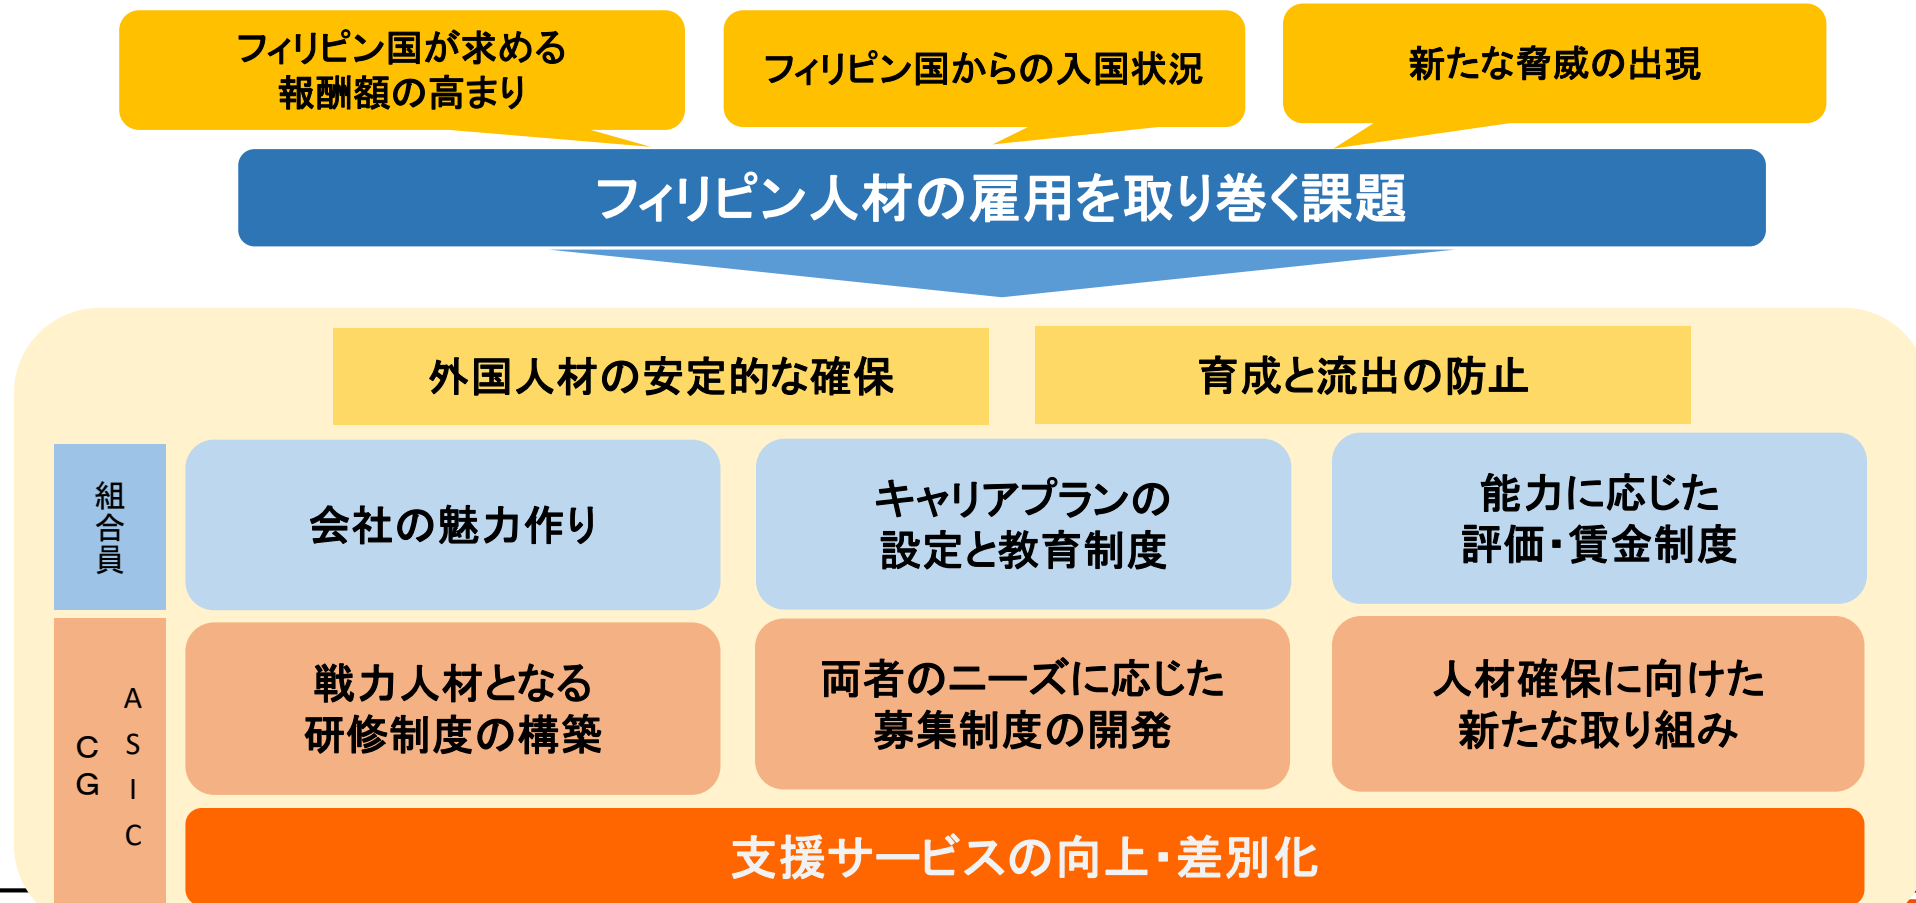 フィリピン国が求める
報酬額の高まり
フィリピン国からの入国状況
新たな脅威の出現
フィリピン人材の雇用を取り巻く課題
外国人材の安定的な確保
育成と流出の防止
組合員
会社の魅力作り
キャリアプランの
設定と教育制度
能力に応じた
評価・賃金制度
ASIC
CG
戦力人材となる
研修制度の構築
両者のニーズに応じた
募集制度の開発
人材確保に向けた
新たな取り組み
支援サービスの向上・差別化